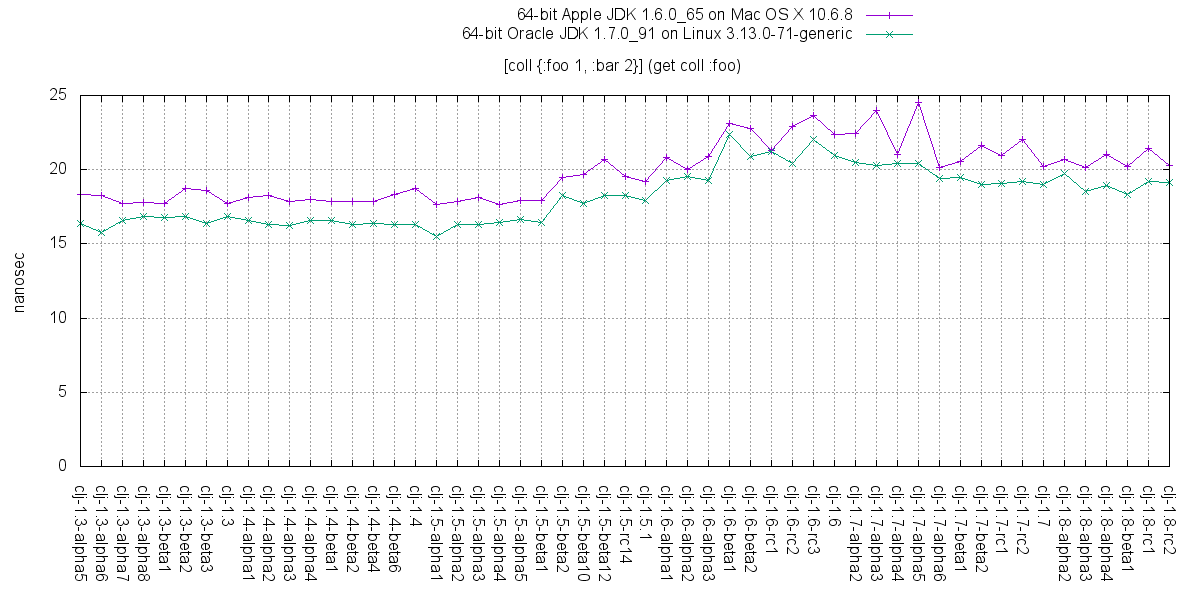 64-bit Apple JDK 1.6.0_65 on Mac OS X 10.6.8
64-bit Oracle JDK 1.7.0_91 on Linux 3.13.0-71-generic
[coll {:foo 1, :bar 2}] (get coll :foo)
25
20
15
10
5
0
nanosec
clj-1.3-alpha5
clj-1.3-alpha6
clj-1.3-alpha7
clj-1.3-alpha8
clj-1.3-beta1
clj-1.3-beta2
clj-1.3-beta3
clj-1.3
clj-1.4-alpha1
clj-1.4-alpha2
clj-1.4-alpha3
clj-1.4-alpha4
clj-1.4-beta1
clj-1.4-beta2
clj-1.4-beta4
clj-1.4-beta6
clj-1.4
clj-1.5-alpha1
clj-1.5-alpha2
clj-1.5-alpha3
clj-1.5-alpha4
clj-1.5-alpha5
clj-1.5-beta1
clj-1.5-beta2
clj-1.5-beta10
clj-1.5-beta12
clj-1.5-rc14
clj-1.5.1
clj-1.6-alpha1
clj-1.6-alpha2
clj-1.6-alpha3
clj-1.6-beta1
clj-1.6-beta2
clj-1.6-rc1
clj-1.6-rc2
clj-1.6-rc3
clj-1.6
clj-1.7-alpha2
clj-1.7-alpha3
clj-1.7-alpha4
clj-1.7-alpha5
clj-1.7-alpha6
clj-1.7-beta1
clj-1.7-beta2
clj-1.7-rc1
clj-1.7-rc2
clj-1.7
clj-1.8-alpha2
clj-1.8-alpha3
clj-1.8-alpha4
clj-1.8-beta1
clj-1.8-rc1
clj-1.8-rc2